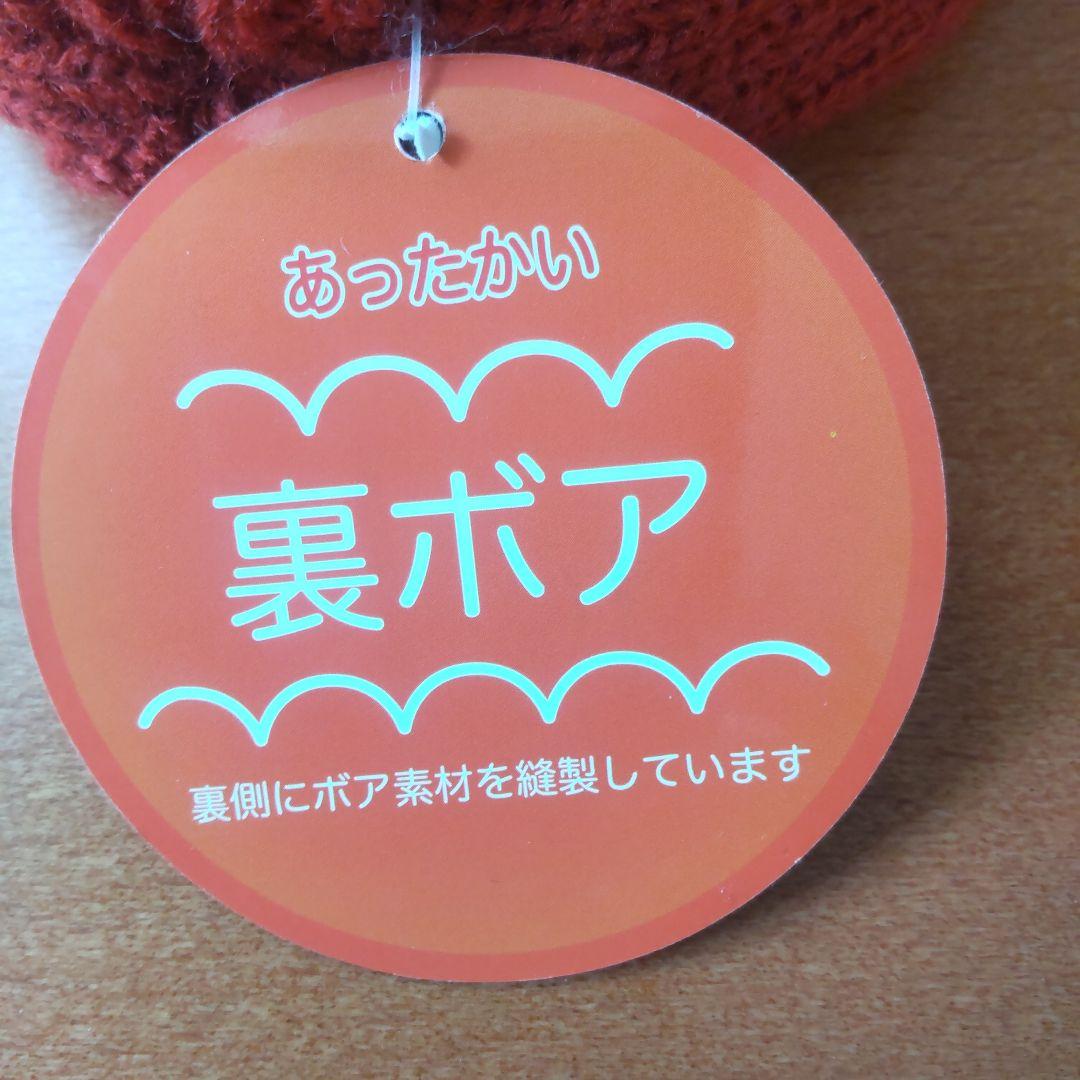 あったかい
裏ボア
裏側にボア素材を縫製しています